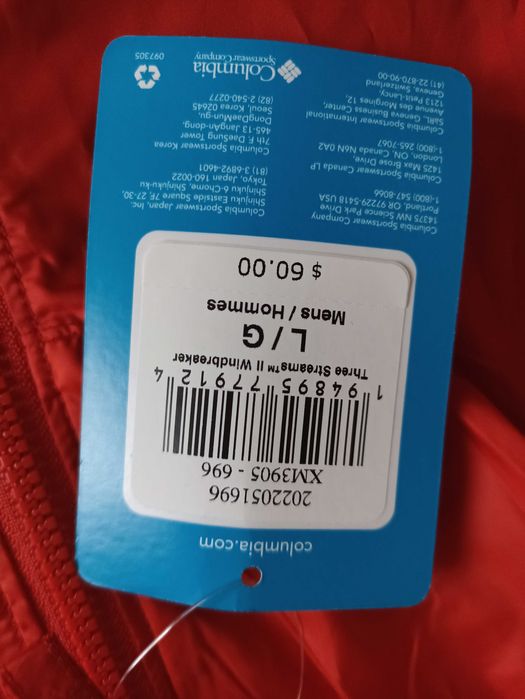 columbia.com
2022051696
XM3905 - 696
1 94895 77912 4
Three Streams™ II Windbreaker
L / G
Mens / Hommes
$ 60.00
Columbia Sportswear Company
14375 NW Science Park Drive
Portland, OR 97229-5418 USA
1-(800) 547-8066
Columbia Sportswear Canada LP
1425 Max Brose Drive,
London, ON, Canada N6N 0A2
1-(800) 265-7067
Columbia Sportswear International
SàRL, Geneva Business Center,
Avenue des Morgines 12,
1213 Petit-Lancy,
Geneva, Switzerland
(41) 22-870-90-00
Columbia Sportswear Japan, Inc.
Shinjuku Eastside Square 7F, 6-27-30,
Shinjuku 6-Chome, Shinjuku-ku
Tokyo, Japan, 160-0022
(81) 3-6892-4601
Columbia Sportswear Korea
7th F, DaeSung Tower
465-13 JangAn-dong,
DongDaeMun-gu,
Seoul, Korea 02645
(82) 2-540-0277
Columbia
Sportswear Company
097305